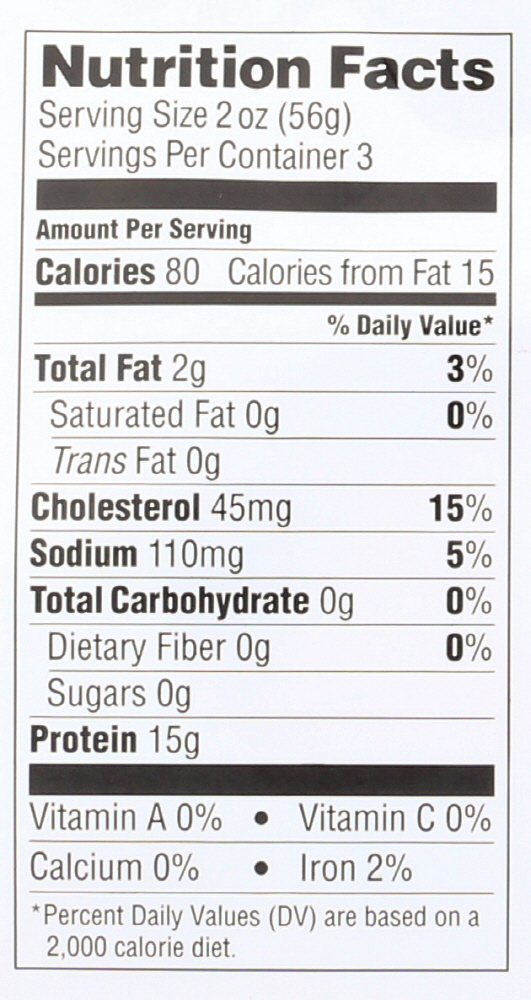 Nutrition Facts
Serving Size 2 oz (56g)
Servings Per Container 3
Amount Per Serving
Calories 80 Calories from Fat 15
% Daily Value*
Total Fat 2g 3%
Saturated Fat 0g 0%
Trans Fat 0g
Cholesterol 45mg 15%
Sodium 110mg 5%
Total Carbohydrate 0g 0%
Dietary Fiber 0g 0%
Sugars 0g
Protein 15g
Vitamin A 0% • Vitamin C 0%
Calcium 0% • Iron 2%
*Percent Daily Values (DV) are based on a
2,000 calorie diet.